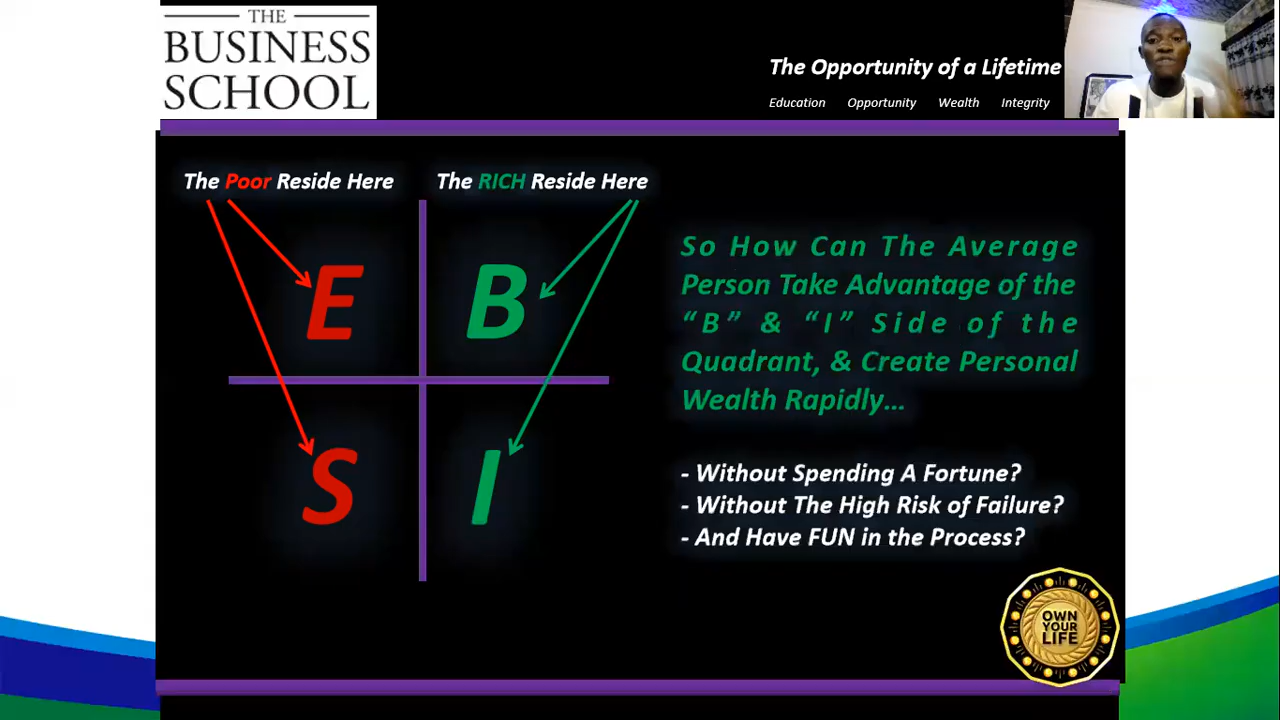 THE
BUSINESS
SCHOOL
The Opportunity of a Lifetime
Education Opportunity Wealth Integrity
The Poor Reside Here
The RICH Reside Here
E
B
S
I
So How Can The Average
Person Take Advantage of the
“B” & “I” Side of the
Quadrant, & Create Personal
Wealth Rapidly...
- Without Spending A Fortune?
- Without The High Risk of Failure?
- And Have FUN in the Process?
OWN
YOUR
LIFE